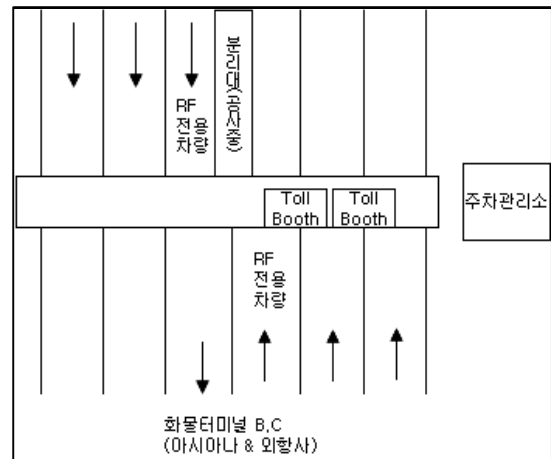 분리대(공사중)
RF
전용
차량
Toll
Booth
Toll
Booth
주차관리소
RF
전용
차량
화물터미널 B,C
(아시아나 & 외항사)